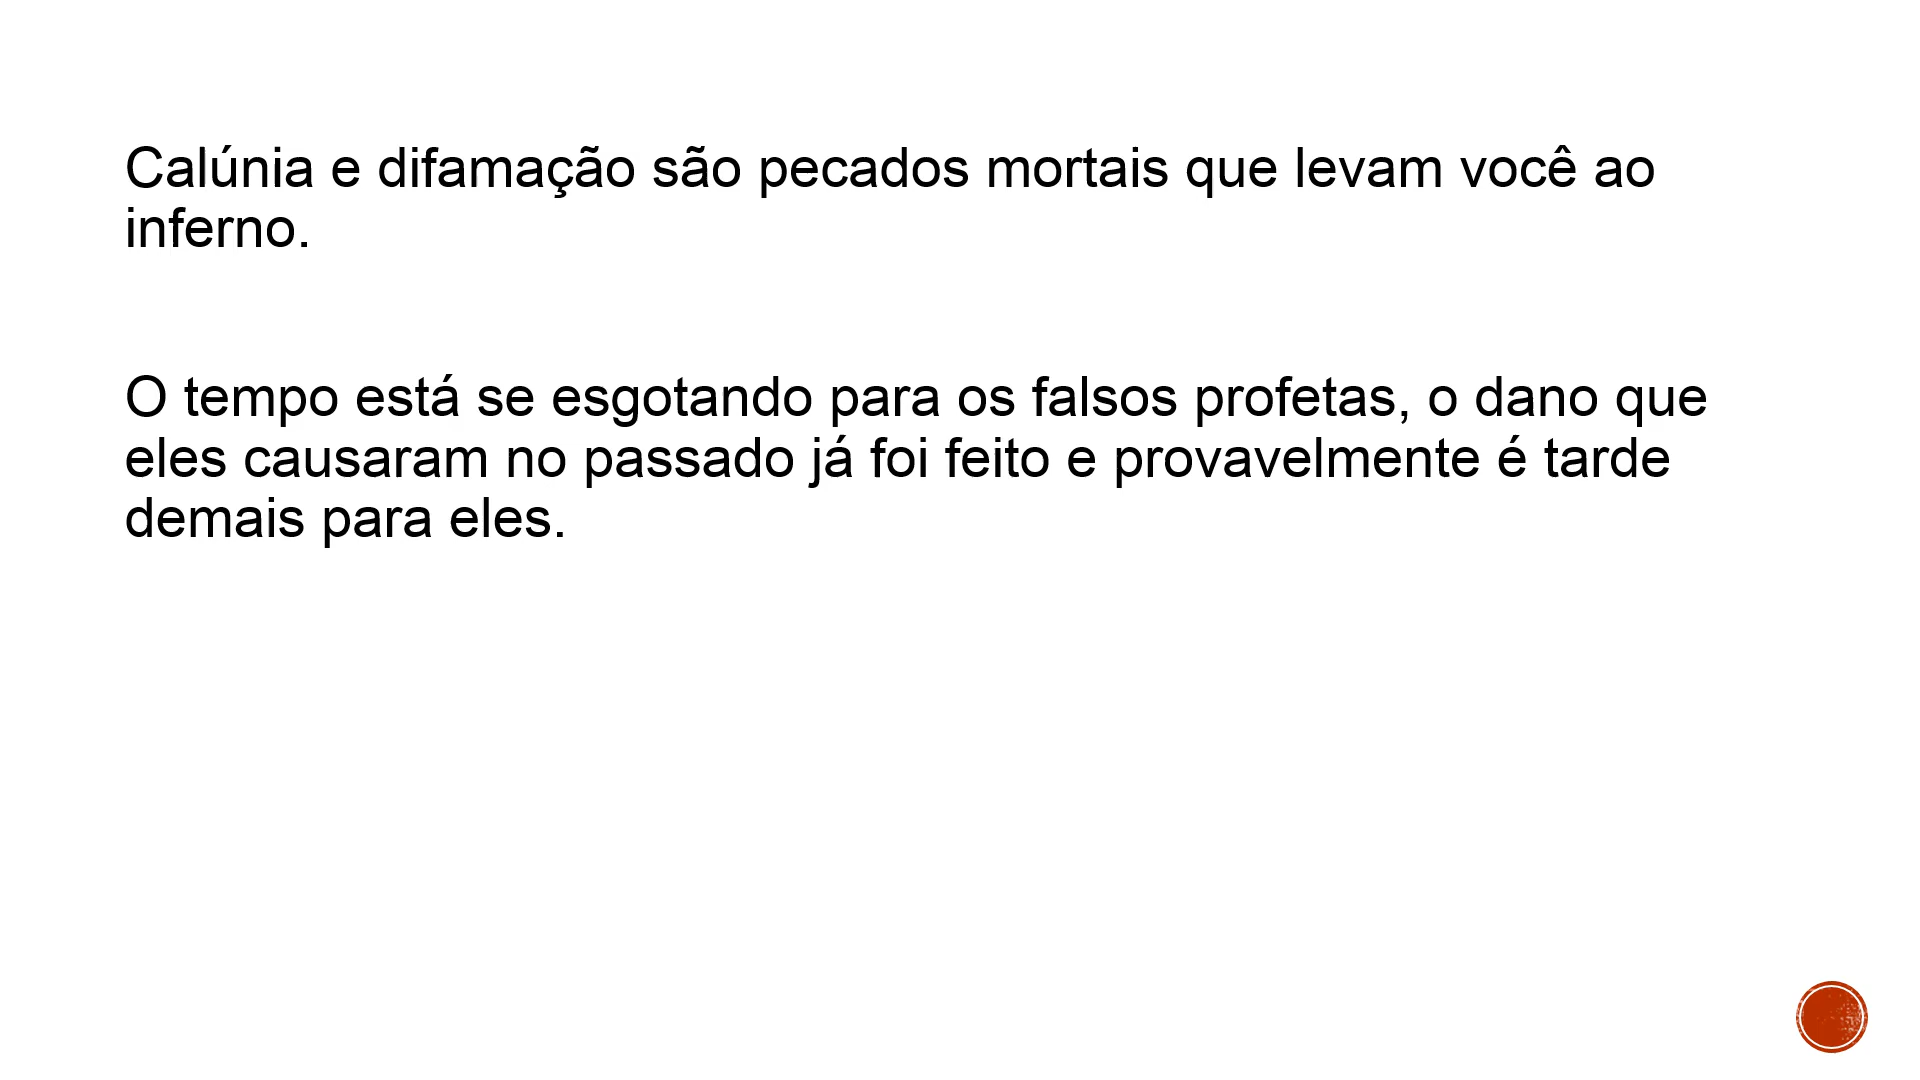 Calúnia e difamação são pecados mortais que levam você ao
inferno.
O tempo está se esgotando para os falsos profetas, o dano que
eles causaram no passado já foi feito e provavelmente é tarde
demais para eles.